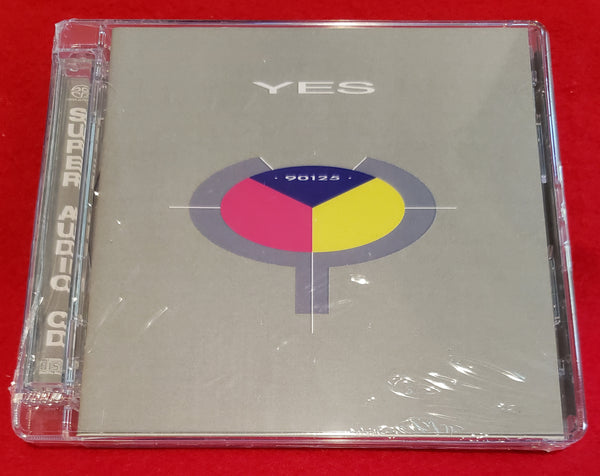 YES
· 90125 ·
SUPER AUDIO CD